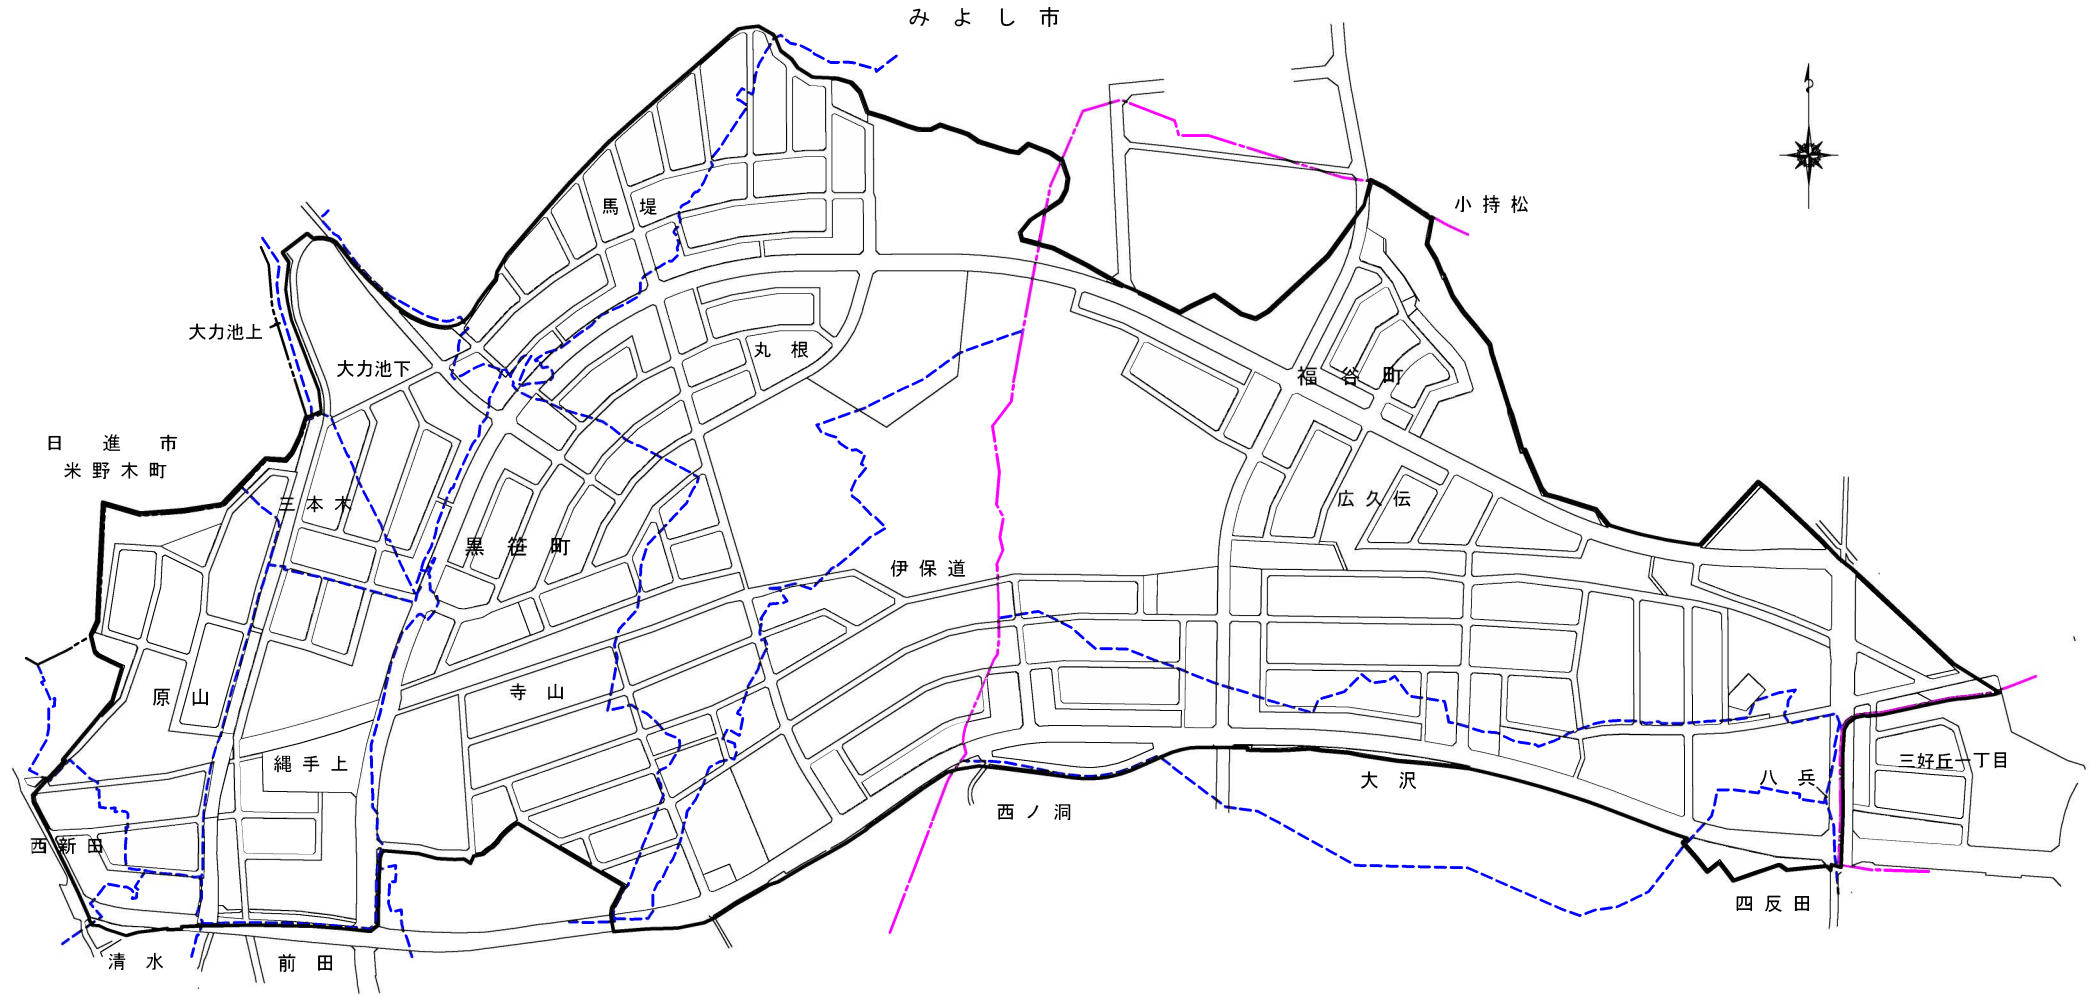 み よ し 市
小 持 松
馬 堤
大力池上
丸 根
大力池下
福 谷 町
日 進 市
米 野 木 町
三 本 木
広 久 伝
黒 笹 町
伊 保 道
原 山
寺 山
縄 手 上
三好丘一丁目
八 兵
大 沢
西 ノ 洞
西 新 田
四 反 田
清 水
前 田